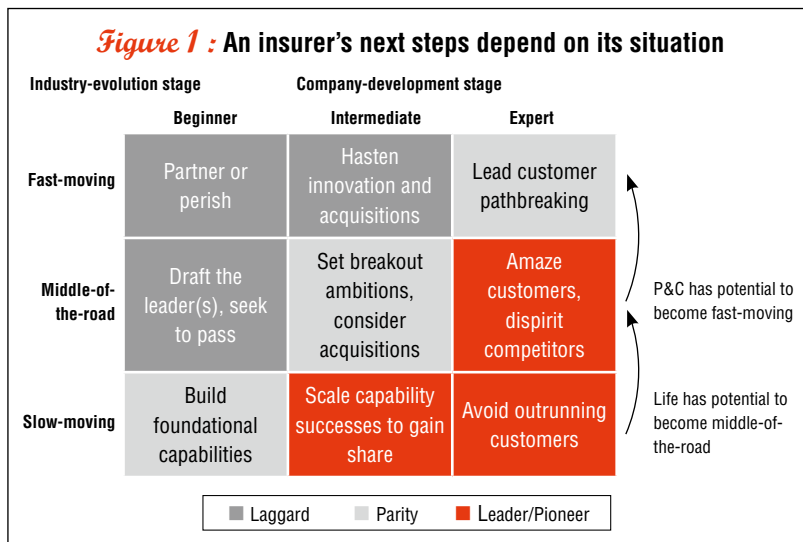 Figure 1 : An insurer's next steps depend on its situation
Industry-evolution stage
Company-development stage
Beginner
Intermediate
Expert
Fast-moving
Partner or
perish
Hasten
innovation and
acquisitions
Lead customer
pathbreaking
Middle-of-
the-road
Draft the
leader(s), seek
to pass
Set breakout
ambitions,
consider
acquisitions
Amaze
customers,
dispirit
competitors
P&C has potential to
become fast-moving
Slow-moving
Build
foundational
capabilities
Scale capability
successes to gain
share
Avoid outrunning
customers
Life has potential to
become middle-of-
the-road
Laggard
Parity
Leader/Pioneer